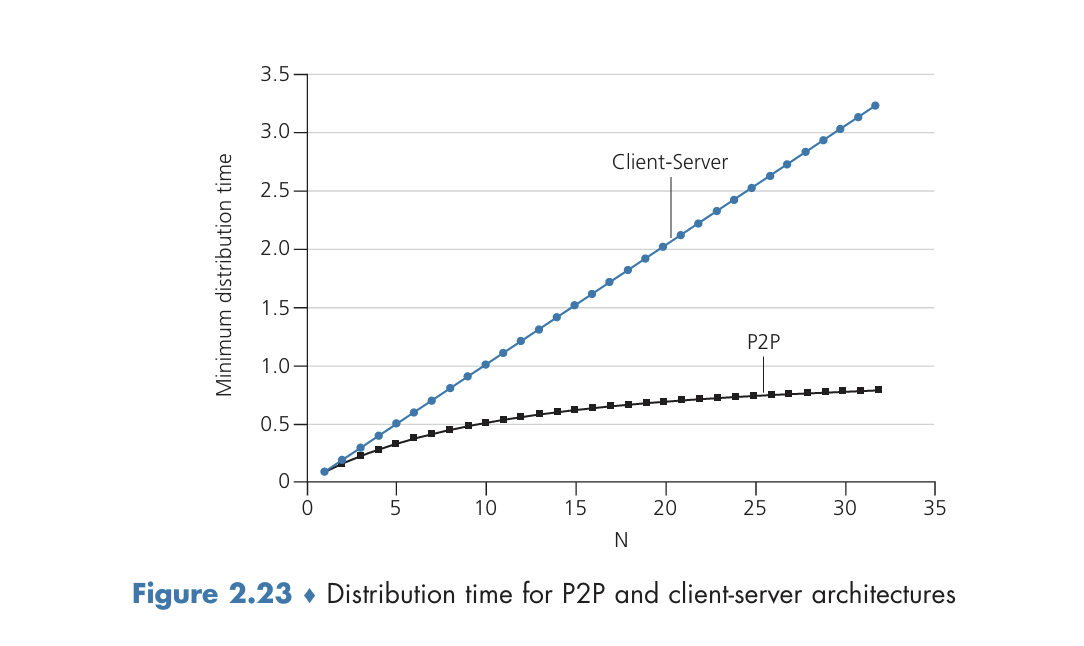 3.5
3.0
Client-Server
2.5
2.0
Minimum distribution time
1.5
P2P
1.0
0.5
0
0 5 10 15 20 25 30 35
N
Figure 2.23 ♦ Distribution time for P2P and client-server architectures